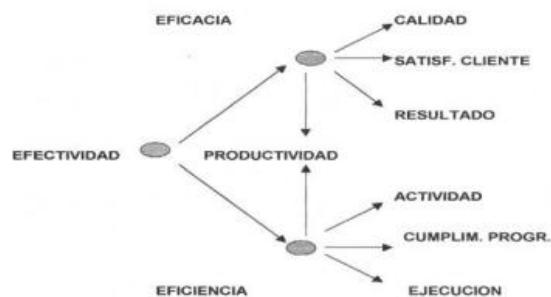 EFICACIA
CALIDAD
SATISF. CLIENTE
RESULTADO
EFECTIVIDAD
PRODUCTIVIDAD
ACTIVIDAD
CUMPLIM. PROGR.
EFICIENCIA
EJECUCION